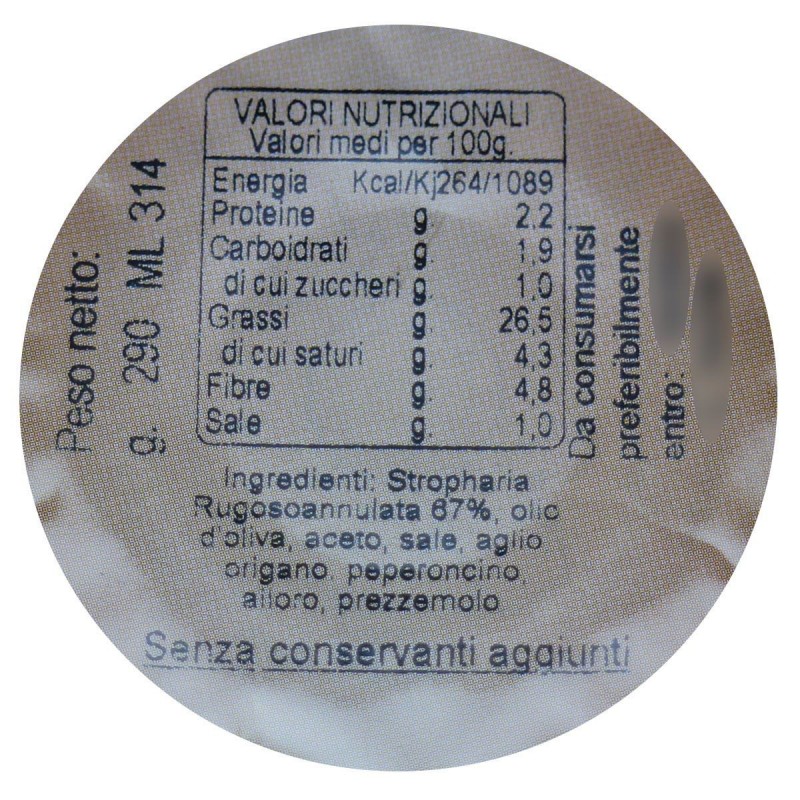 VALORI NUTRIZIONALI
Valori medi per 100g.
Energia Kcal/Kj264/1089
Proteine g. 2,2
Carboidrati g. 1,9
di cui zuccheri g. 1,0
Grassi g. 26,5
di cui saturi g. 4,3
Fibre g. 4,8
Sale g. 1,0
Peso netto:
g. 290 ML 314
Da consumarsi
preferibilmente
entro:
Ingredienti: Stropharia
Rugosoannulata 67%, olio
d'oliva, aceto, sale, aglio
origano, peperoncino,
alloro, prezzemolo
Senza conservanti aggiunti